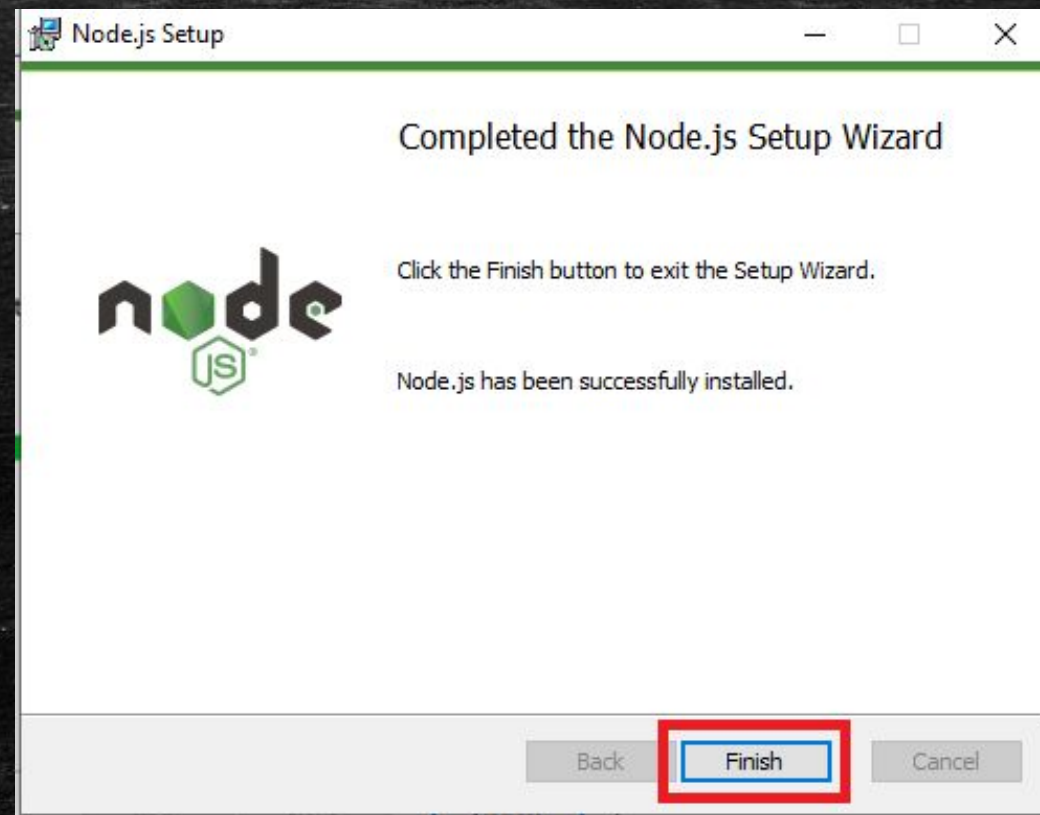 Node.js Setup
Completed the Node.js Setup Wizard
Click the Finish button to exit the Setup Wizard.
node
JS
®
Node.js has been successfully installed.
Back Finish Cancel